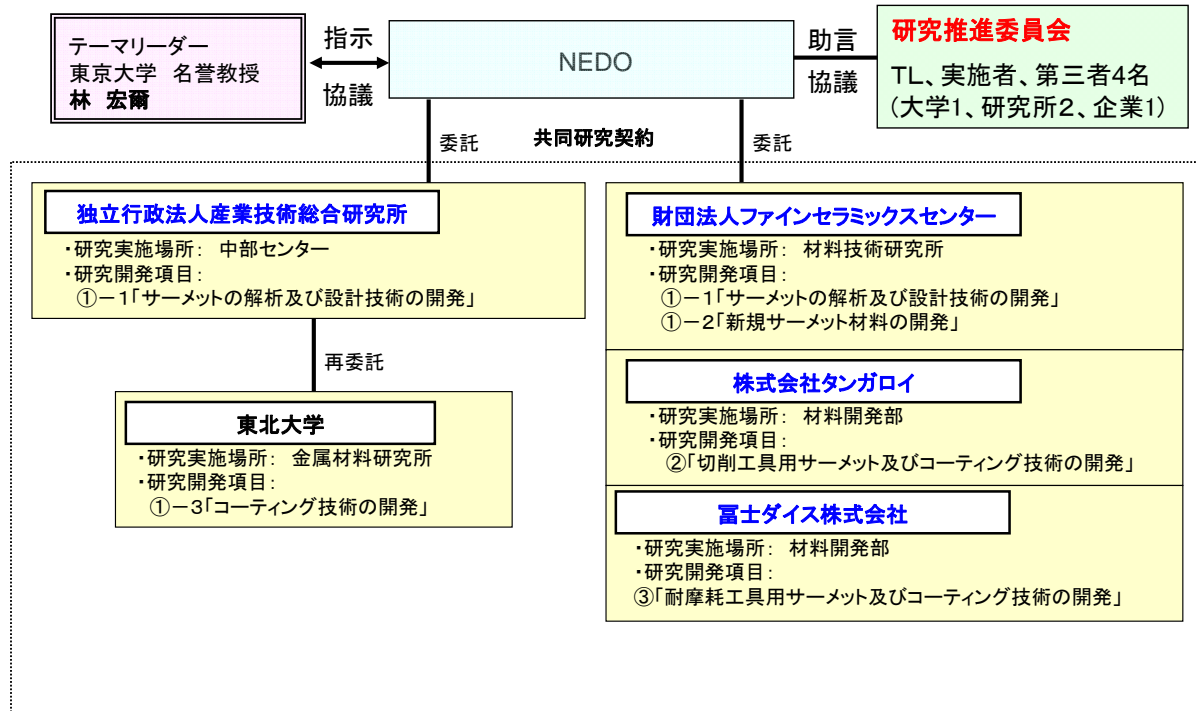 テーマリーダー
東京大学 名誉教授
林 宏爾
指示
協議
NEDO
助言
協議
研究推進委員会
TL、実施者、第三者4名
(大学1、研究所2、企業1)
委託
共同研究契約
委託
独立行政法人産業技術総合研究所
・研究実施場所: 中部センター
・研究開発項目:
①－1「サーメットの解析及び設計技術の開発」
再委託
東北大学
・研究実施場所: 金属材料研究所
・研究開発項目:
①－3「コーティング技術の開発」
財団法人ファインセラミックスセンター
・研究実施場所: 材料技術研究所
・研究開発項目:
①－1「サーメットの解析及び設計技術の開発」
①－2「新規サーメット材料の開発」
株式会社タンガロイ
・研究実施場所: 材料開発部
・研究開発項目:
②「切削工具用サーメット及びコーティング技術の開発」
冨士ダイス株式会社
・研究実施場所: 材料開発部
・研究開発項目:
③「耐摩耗工具用サーメット及びコーティング技術の開発」